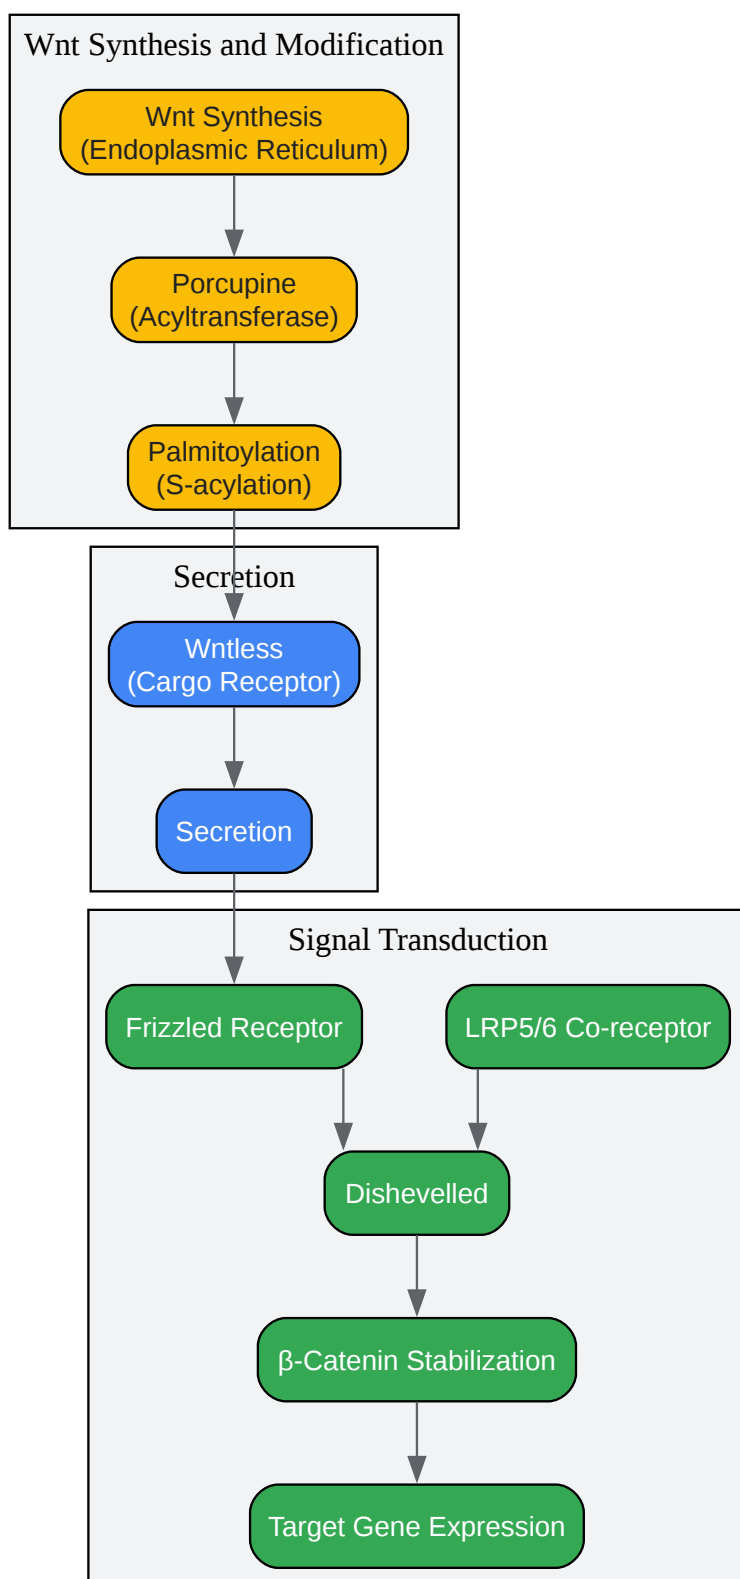 Wnt Synthesis and Modification
Wnt Synthesis
(Endoplasmic Reticulum)
Porcupine
(Acyltransferase)
Palmitoylation
(S-acylation)
Secretion
Wntless
(Cargo Receptor)
Secretion
Signal Transduction
Frizzled Receptor
LRP5/6 Co-receptor
Dishevelled
β-Catenin Stabilization
Target Gene Expression